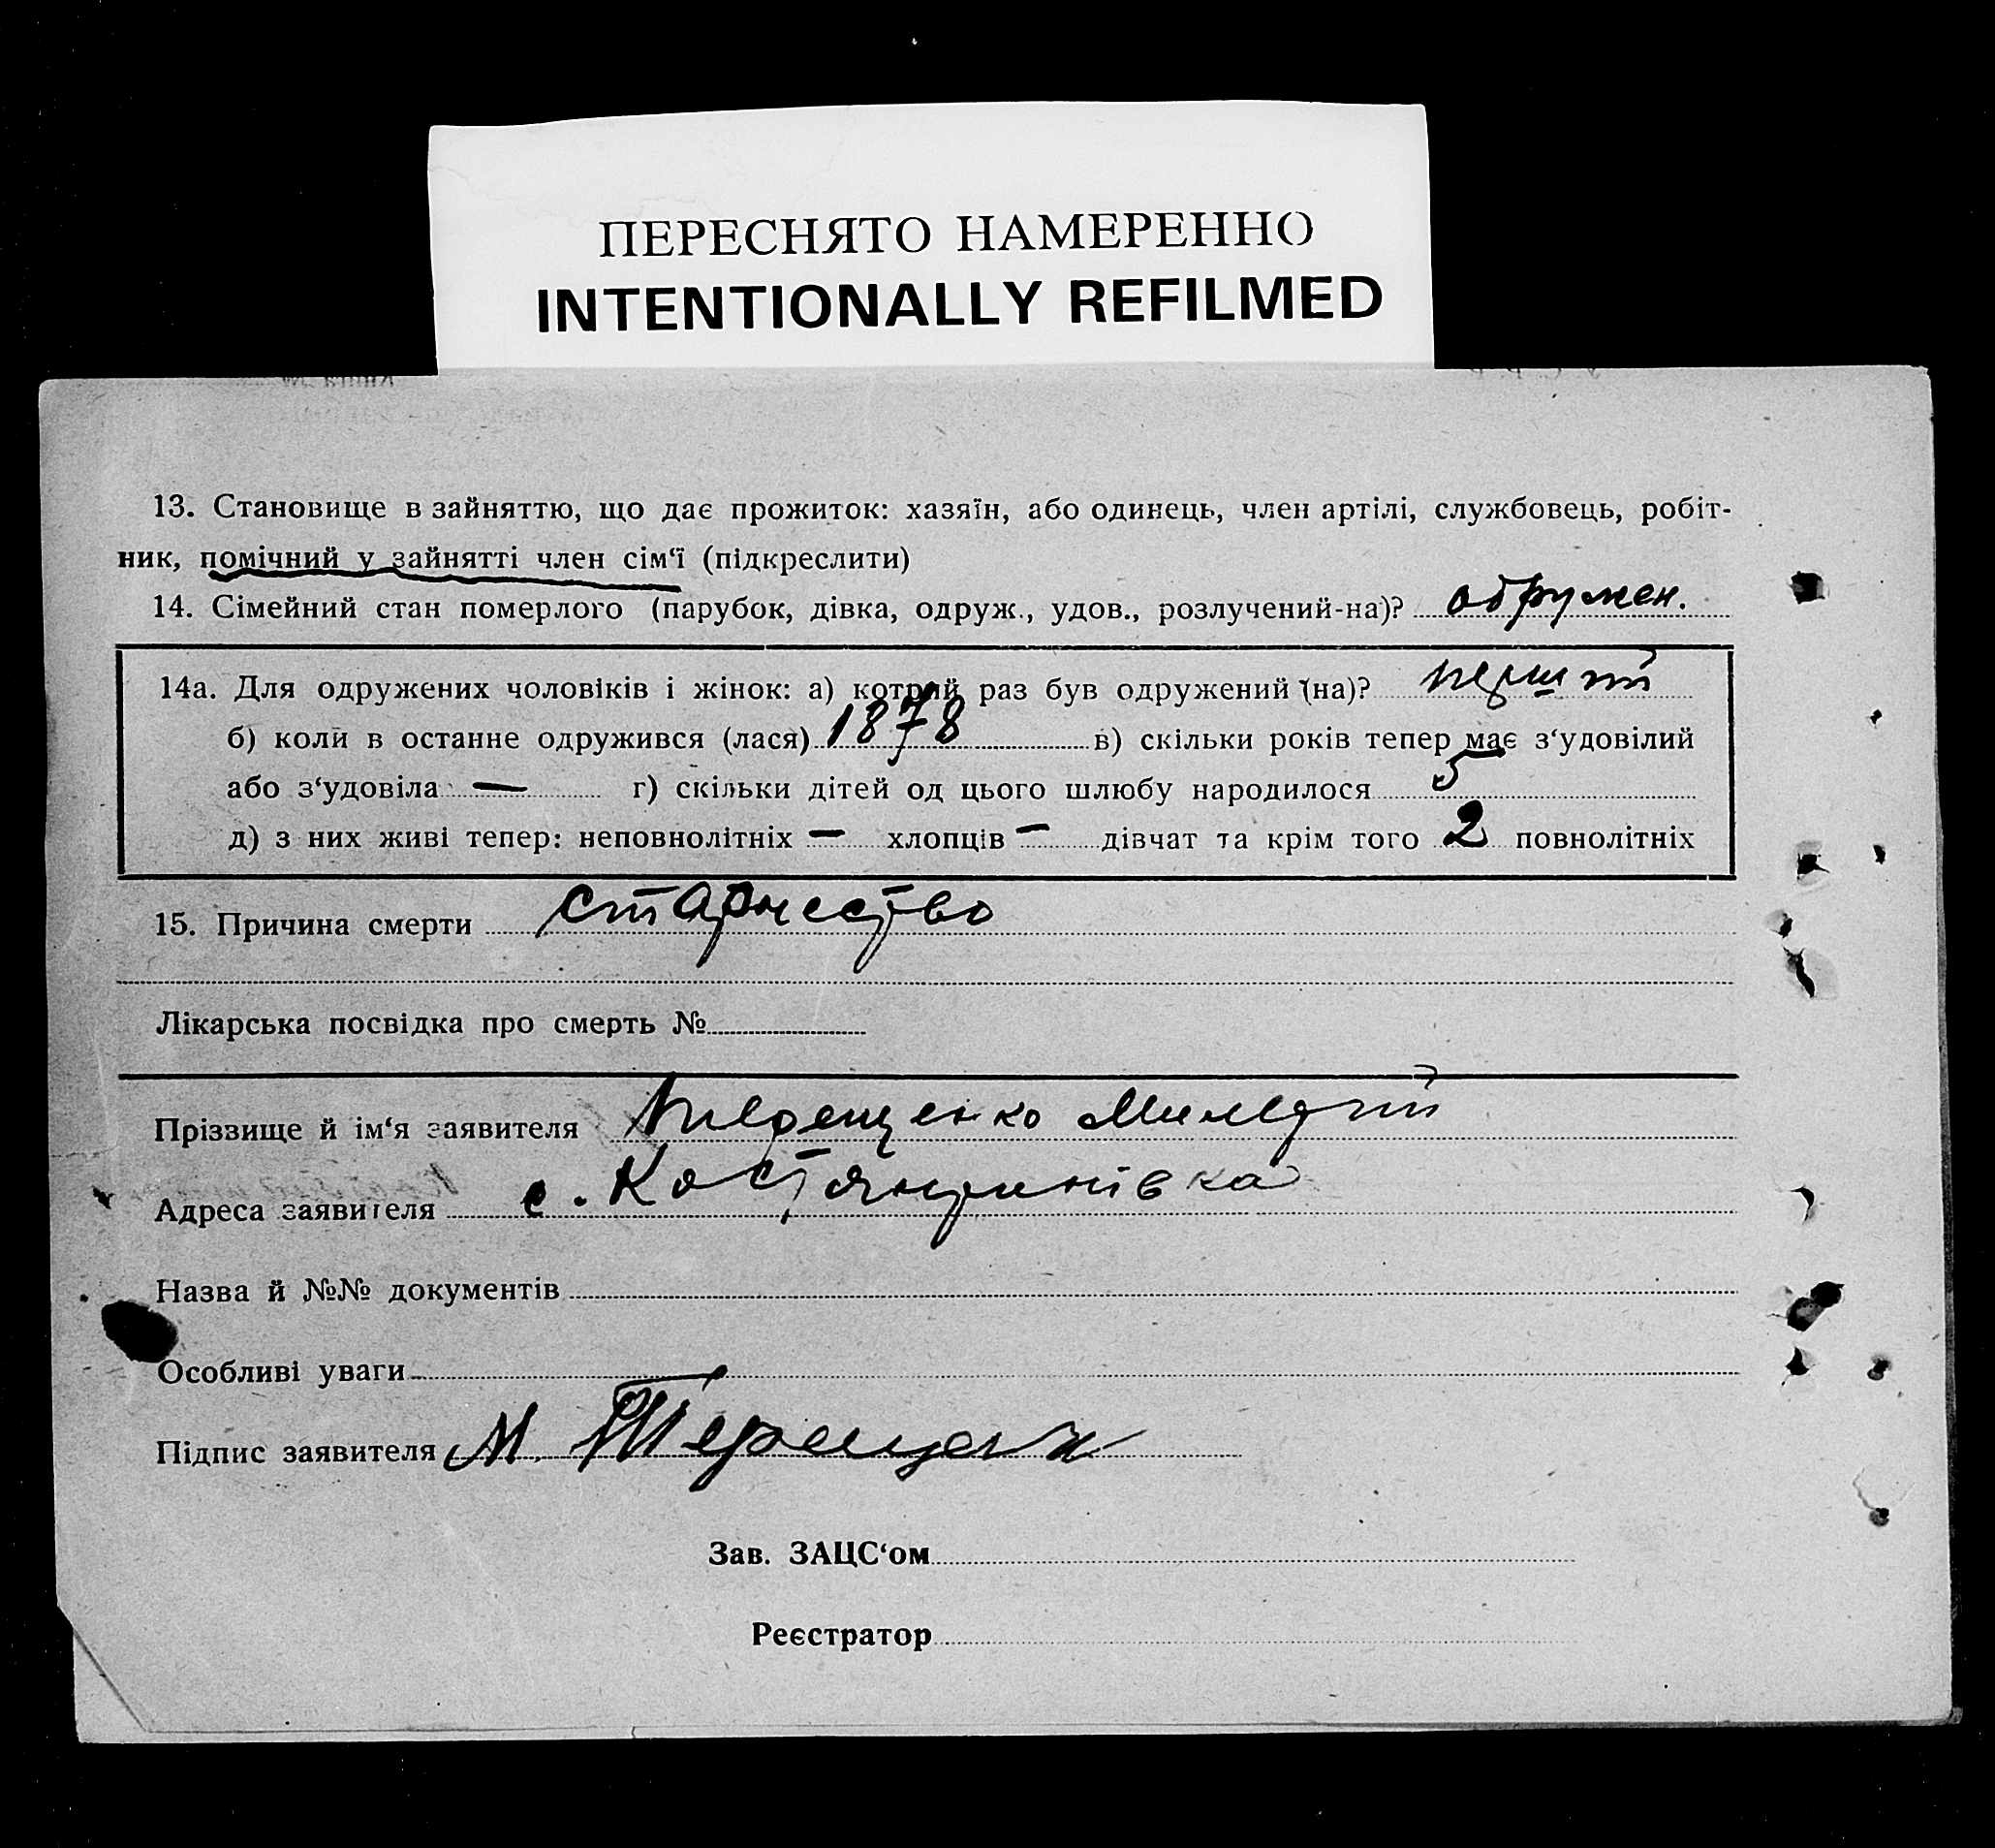 ПЕРЕСНЯТО НАМЕРЕННО
INTENTIONALLY REFILMED
13. Становище в зайняттю, що дає прожиток: хазяїн, або одинець, член артілі, службовець, робіт-
ник, помічний у зайнятті член сім‘ї (підкреслити)
14. Сімейний стан померлого (парубок, дівка, одруж., удов., розлучений-на)? одружен.
14а. Для одружених чоловіків і жінок: а) котрий раз був одружений (на)? перший
б) коли в останне одружився (лася) 1878 в) скільки років тепер має з‘удовілий
або з‘удовіла — г) скільки дітей од цього шлюбу народилося 5
д) з них живі тепер: неповнолітніх — хлопців — дівчат та крім того 2 повнолітніх
15. Причина смерти
Лікарська посвідка про смерть №
Прізвище й ім‘я заявителя Терещенко
Адреса заявителя с. Костянтинівка
Назва й №№ документів
Особливі уваги
Підпис заявителя М. Терещенк
Зав. ЗАЦС‘ом
Реєстратор